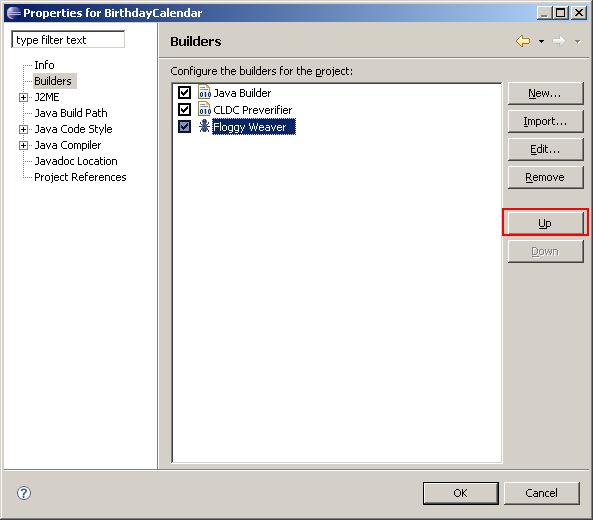 Properties for BirthdayCalendar
type filter text
Info
Builders
J2ME
Java Build Path
Java Code Style
Java Compiler
Javadoc Location
Project References
Builders
Configure the builders for the project:
Java Builder
CLDC Preverifier
Floggy Weaver
New...
Import...
Edit...
Remove
Up
Down
OK
Cancel